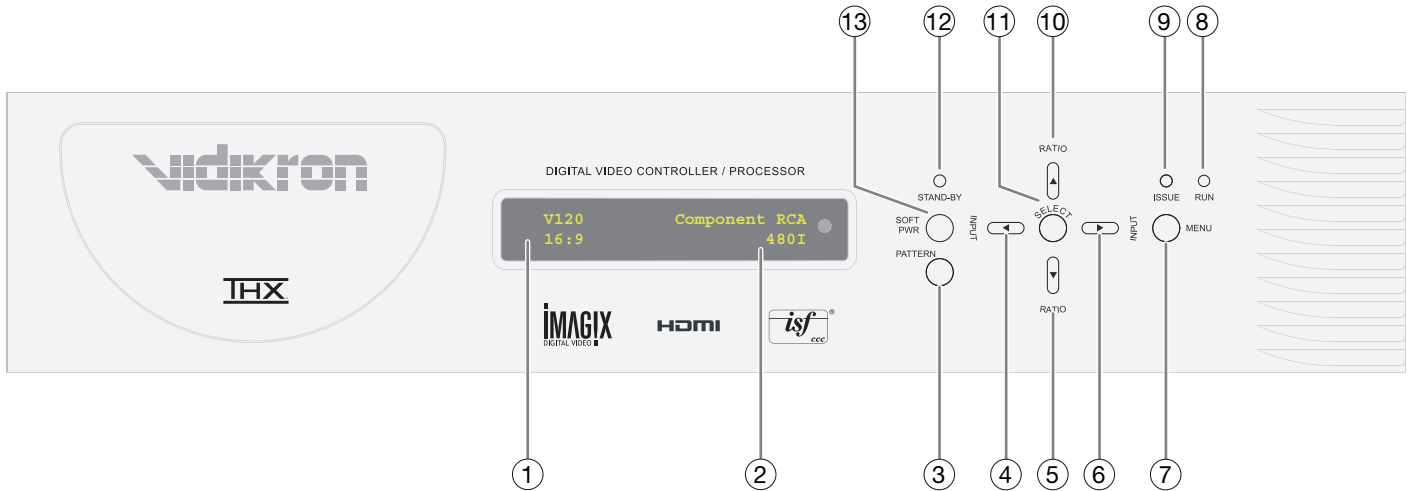 13 12 11 10 9 8
vidikron
DIGITAL VIDEO CONTROLLER / PROCESSOR
V120 Component RCA
16:9 480I
THX
iMAGIX
DIGITAL VIDEO
HDMI
isf®
ccc
STAND-BY
SOFT
PWR
PATTERN
RATIO
INPUT
SELECT
INPUT
RATIO
ISSUE RUN
MENU
1 2 3 4 5 6 7